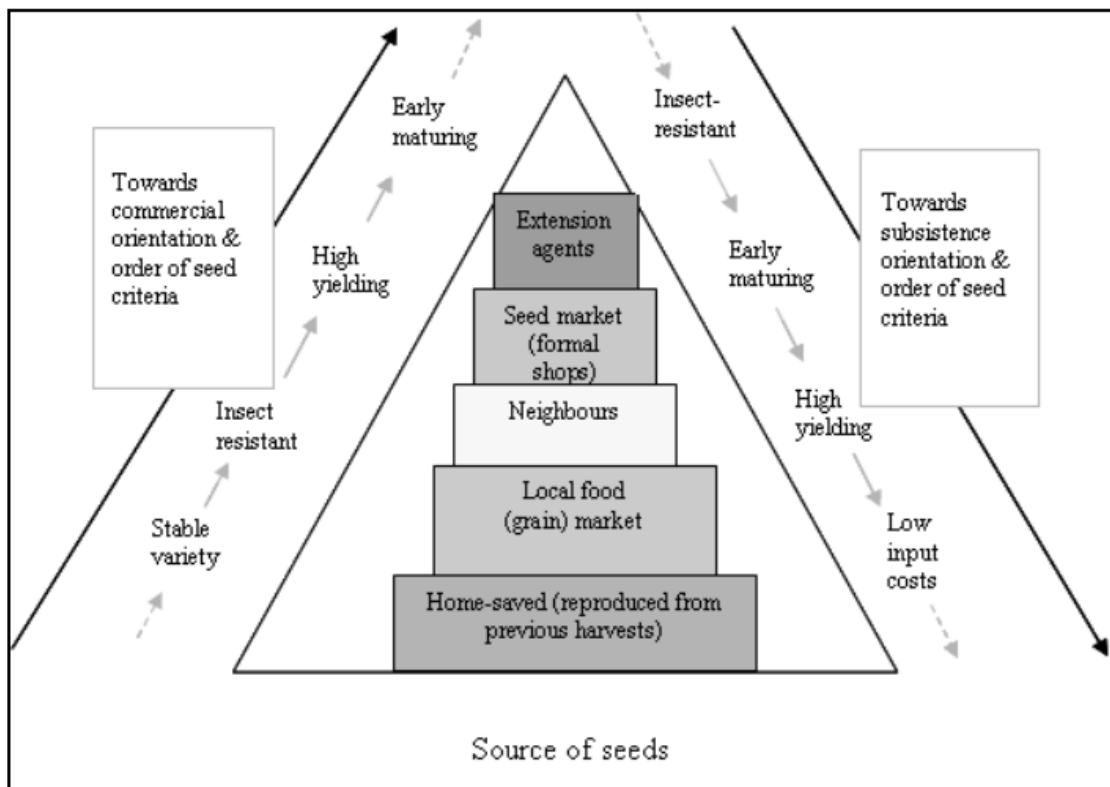 Early
maturing
Insect-
resistant
Towards
commercial
orientation &
order of seed
criteria
Towards
subsistence
orientation &
order of seed
criteria
Extension
agents
High
yielding
Early
maturing
Seed market
(formal
shops)
Insect
resistant
Neighbours
High
yielding
Local food
(grain) market
Stable
variety
Low
input
costs
Home-saved (reproduced from
previous harvests)
Source of seeds